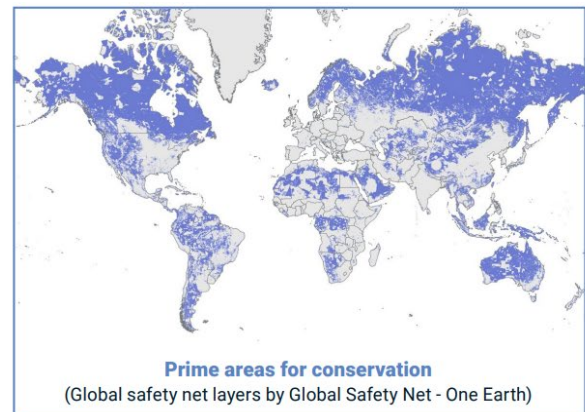 Prime areas for conservation
(Global safety net layers by Global Safety Net - One Earth)